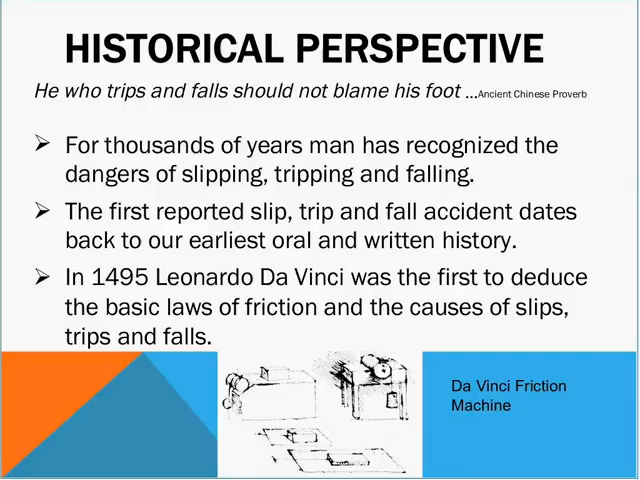 HISTORICAL PERSPECTIVE
He who trips and falls should not blame his foot ...Ancient Chinese Proverb
➢ For thousands of years man has recognized the
dangers of slipping, tripping and falling.
➢ The first reported slip, trip and fall accident dates
back to our earliest oral and written history.
➢ In 1495 Leonardo Da Vinci was the first to deduce
the basic laws of friction and the causes of slips,
trips and falls.
Da Vinci Friction
Machine